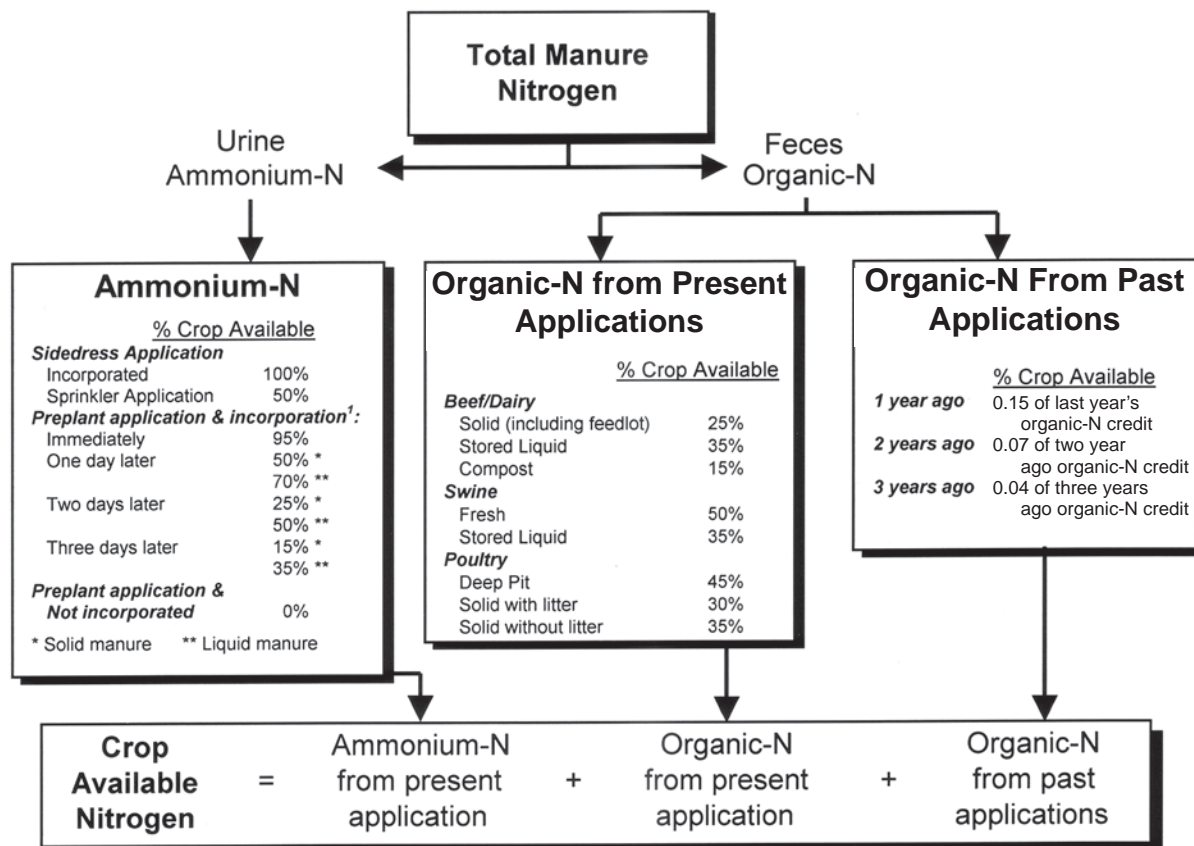 Total Manure
Nitrogen
Urine
Ammonium-N
Feces
Organic-N
Ammonium-N
% Crop Available
Sidedress Application
Incorporated 100%
Sprinkler Application 50%
Preplant application & incorporation¹:
Immediately 95%
One day later 50% *
70% **
Two days later 25% *
50% **
Three days later 15% *
35% **
Preplant application &
Not incorporated 0%
* Solid manure ** Liquid manure
Organic-N from Present
Applications
% Crop Available
Beef/Dairy
Solid (including feedlot) 25%
Stored Liquid 35%
Compost 15%
Swine
Fresh 50%
Stored Liquid 35%
Poultry
Deep Pit 45%
Solid with litter 30%
Solid without litter 35%
Organic-N From Past
Applications
% Crop Available
1 year ago 0.15 of last year's
organic-N credit
2 years ago 0.07 of two year
ago organic-N credit
3 years ago 0.04 of three years
ago organic-N credit
Crop
Available
Nitrogen
=
Ammonium-N
from present
application
+
Organic-N
from present
application
+
Organic-N
from past
applications